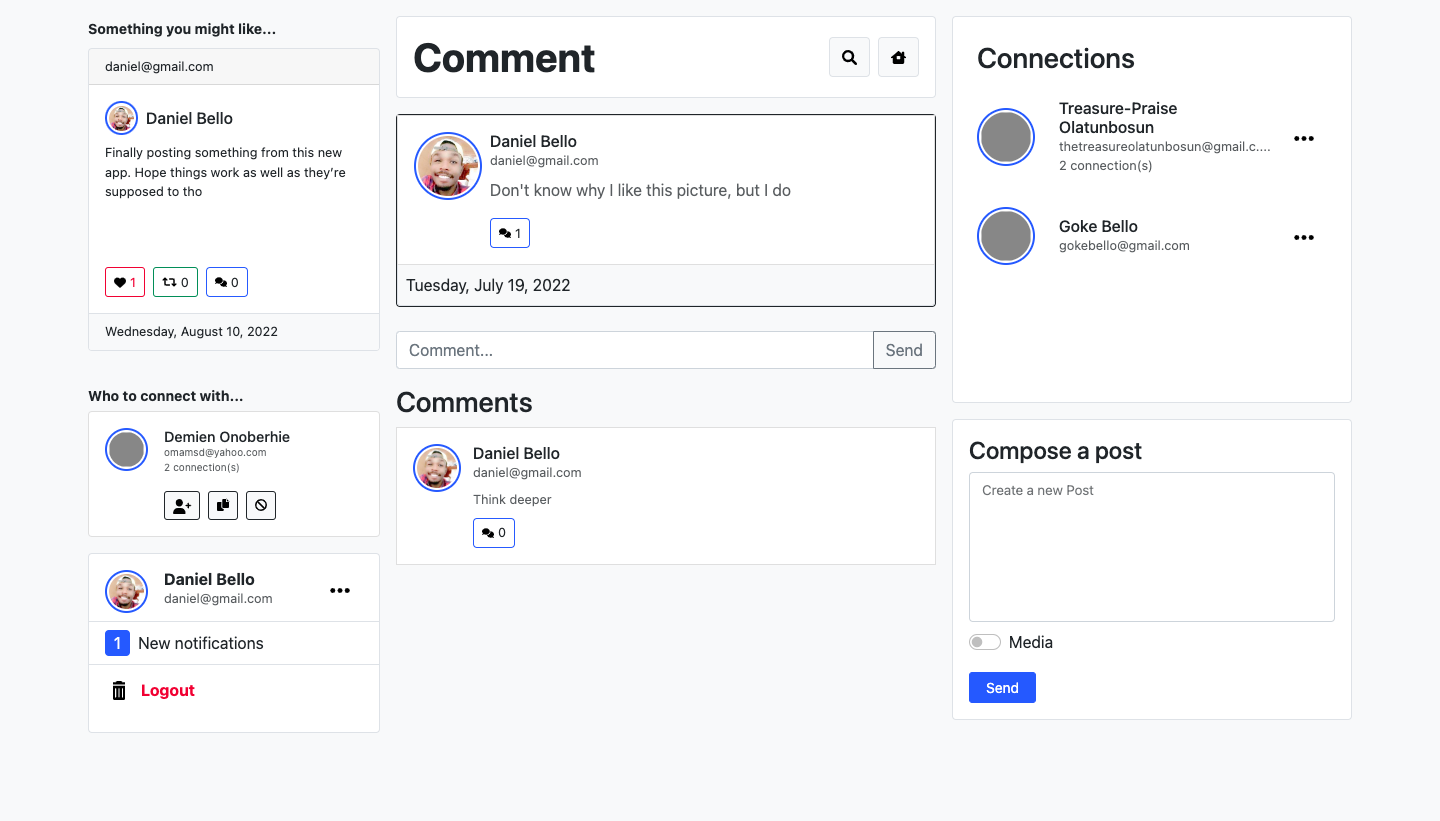 Something you might like...
daniel@gmail.com
Daniel Bello
Finally posting something from this new
app. Hope things work as well as they're
supposed to tho
1
0
0
Wednesday, August 10, 2022
Who to connect with...
Demien Onoberhie
omamsd@yahoo.com
2 connection(s)
Daniel Bello
daniel@gmail.com
1 New notifications
Logout
Comment
Daniel Bello
daniel@gmail.com
Don't know why I like this picture, but I do
1
Tuesday, July 19, 2022
Comment...
Send
Comments
Daniel Bello
daniel@gmail.com
Think deeper
0
Connections
Treasure-Praise
Olatunbosun
thetreasureolatunbosun@gmail.c....
2 connection(s)
Goke Bello
gokebello@gmail.com
Compose a post
Create a new Post
Media
Send